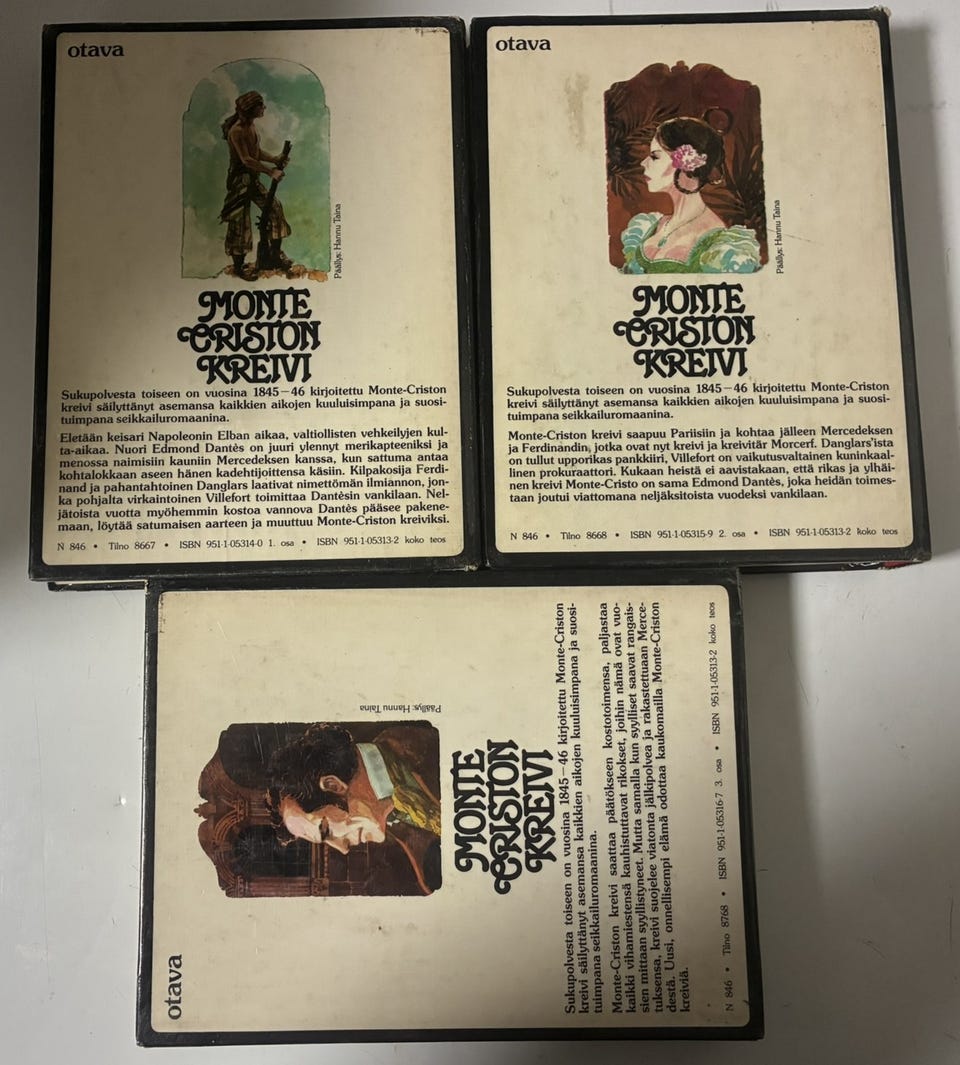 otava
Päällys: Hannu Taina
MONTE
CRISTON
KREIVI
Sukupolvesta toiseen on vuosina 1845–46 kirjoitettu Monte-Criston
kreivi säilyttänyt asemansa kaikkien aikojen kuuluisimpana ja suosi-
tuimpana seikkailuromaanina.
Eletään keisari Napoleonin Elban aikaa, valtiollisten vehkeilyjen kul-
ta-aikaa. Nuori Edmond Dantès on juuri ylennyt merikapteeniksi ja
menossa naimisiin kauniin Mercedeksen kanssa, kun sattuma antaa
kohtalokkaan aseen hänen kadehtijoittensa käsiin. Kilpakosija Ferdi-
nand ja pahantahtoinen Danglars laativat nimettömän ilmiannon, jon-
ka pohjalta virkaintoinen Villefort toimittaa Dantèsin vankilaan. Nel-
jätoista vuotta myöhemmin kostoa vannova Dantès pääsee pakene-
maan, löytää satumaisen aarteen ja muuttuu Monte-Criston kreiviksi.
N 846 • Tilno 8667 • ISBN 951-1-05314-0 1. osa • ISBN 951-1-05313-2 koko teos
otava
Päällys: Hannu Taina
MONTE
CRISTON
KREIVI
Sukupolvesta toiseen on vuosina 1845–46 kirjoitettu Monte-Criston
kreivi säilyttänyt asemansa kaikkien aikojen kuuluisimpana ja suosi-
tuimpana seikkailuromaanina.
Monte-Criston kreivi saapuu Pariisiin ja kohtaa jälleen Mercedeksen
ja Ferdinandin, jotka ovat nyt kreivi ja kreivitär Morcerf. Danglars'ista
on tullut upporikas pankkiiri, Villefort on vaikutusvaltainen kuninkaal-
linen prokuraattori. Kukaan heistä ei aavistakaan, että rikas ja ylhäi-
nen kreivi Monte-Cristo on sama Edmond Dantès, joka heidän toimes-
taan joutui viattomana neljäksitoista vuodeksi vankilaan.
N 846 • Tilno 8668 • ISBN 951-1-05315-9 2. osa • ISBN 951-1-05313-2 koko teos
otava
Päällys: Hannu Taina
MONTE
CRISTON
KREIVI
Sukupolvesta toiseen on vuosina 1845–46 kirjoitettu Monte-Criston
kreivi säilyttänyt asemansa kaikkien aikojen kuuluisimpana ja suosi-
tuimpana seikkailuromaanina.
Monte-Criston kreivi saattaa päätökseen kostotoimensa, paljastaa
kaikki vihamiestensä kauhistuttavat rikokset, joihin nämä ovat vuo-
sien mittaan syyllistyneet. Mutta samalla kun syylliset saavat rangais-
tuksensa, kreivi suojelee viatonta jälkipolvea ja rakastettuaan Merce-
destä. Uusi, onnellisempi elämä odottaa kaukomailla Monte-Criston
kreiviä.
N 846 • Tilno 8768 • ISBN 951-1-05316-7 3. osa • ISBN 951-1-05313-2 koko teos